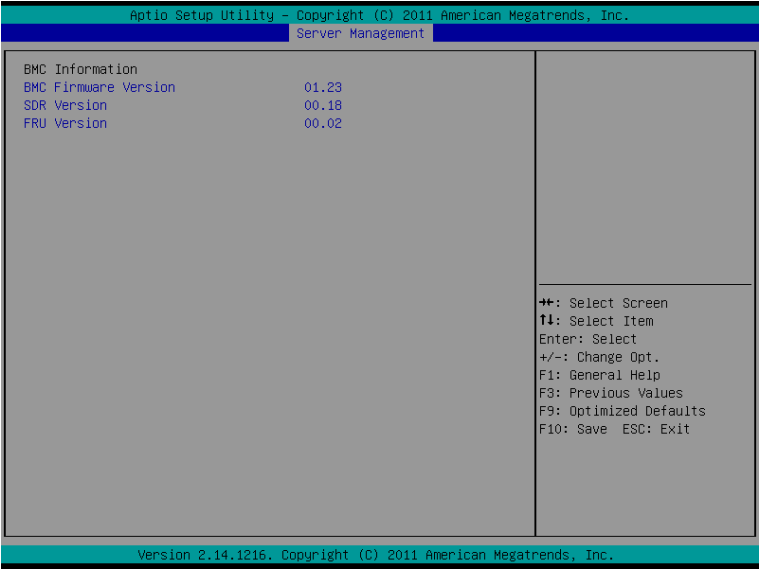 Aptio Setup Utility – Copyright (C) 2011 American Megatrends, Inc.
Server Management
BMC Information
BMC Firmware Version 01.23
SDR Version 00.18
FRU Version 00.02
→←: Select Screen
↑↓: Select Item
Enter: Select
+/-: Change Opt.
F1: General Help
F3: Previous Values
F9: Optimized Defaults
F10: Save ESC: Exit
Version 2.14.1216. Copyright (C) 2011 American Megatrends, Inc.